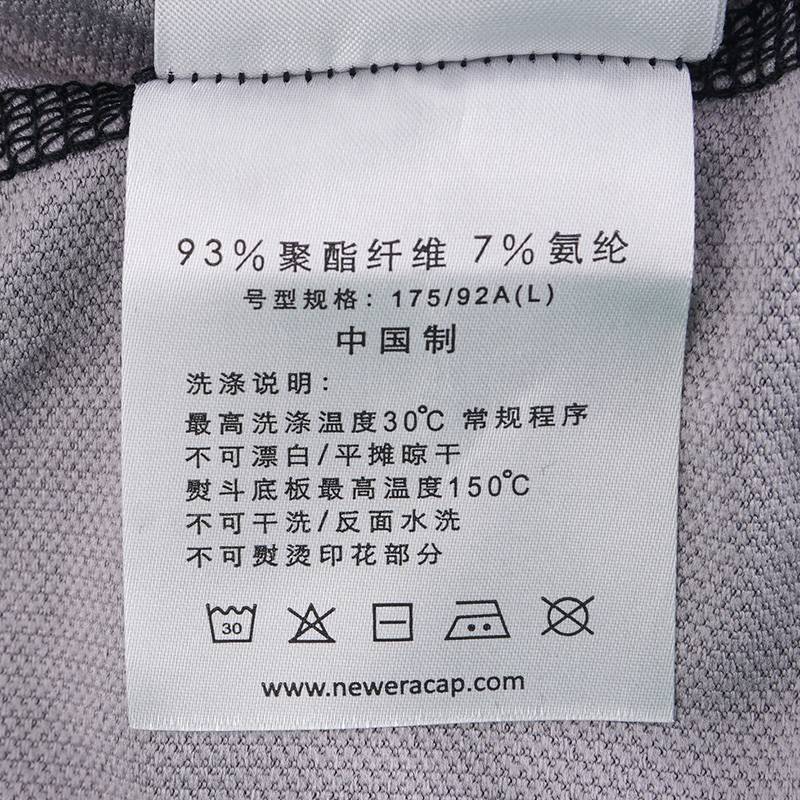 93%聚酯纤维 7%氨纶
号型规格：175/92A(L)
中国制
洗涤说明：
最高洗涤温度30℃ 常规程序
不可漂白/平摊晾干
熨斗底板最高温度150℃
不可干洗/反面水洗
不可熨烫印花部分
30
www.neweracap.com